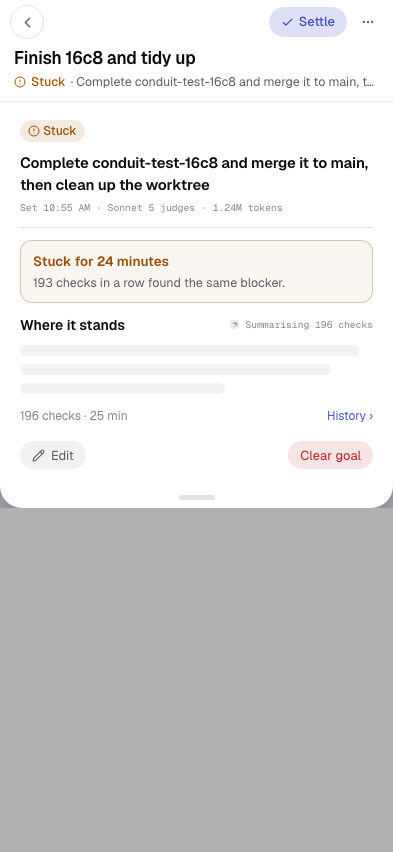 Settle
Finish 16c8 and tidy up
Stuck · Complete conduit-test-16c8 and merge it to main, t…
Stuck
Complete conduit-test-16c8 and merge it to main,
then clean up the worktree
Set 10:55 AM · Sonnet 5 judges · 1.24M tokens
Stuck for 24 minutes
193 checks in a row found the same blocker.
Where it stands
Summarising 196 checks
196 checks · 25 min
History ›
Edit
Clear goal